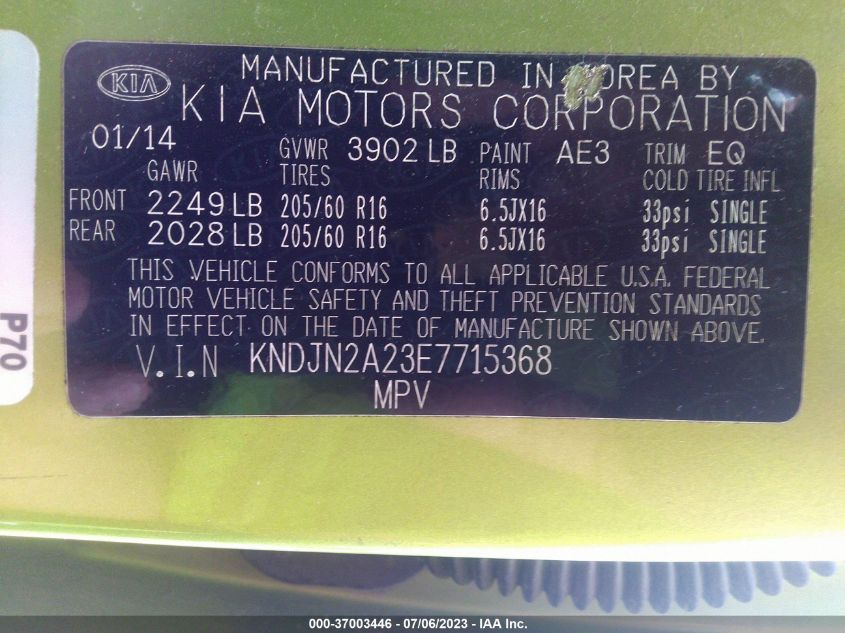 KIA
MANUFACTURED IN KOREA BY
KIA MOTORS CORPORATION
01/14 GVWR 3902 LB PAINT AE3 TRIM EQ
GAWR TIRES RIMS COLD TIRE INFL
FRONT 2249 LB 205/60 R16 6.5JX16 33psi SINGLE
REAR 2028 LB 205/60 R16 6.5JX16 33psi SINGLE
THIS VEHICLE CONFORMS TO ALL APPLICABLE U.S.A. FEDERAL
MOTOR VEHICLE SAFETY AND THEFT PREVENTION STANDARDS
IN EFFECT ON THE DATE OF MANUFACTURE SHOWN ABOVE.
V.I.N KNDJN2A23E7715368
MPV
P70
000-37003446 - 07/06/2023 - IAA Inc.